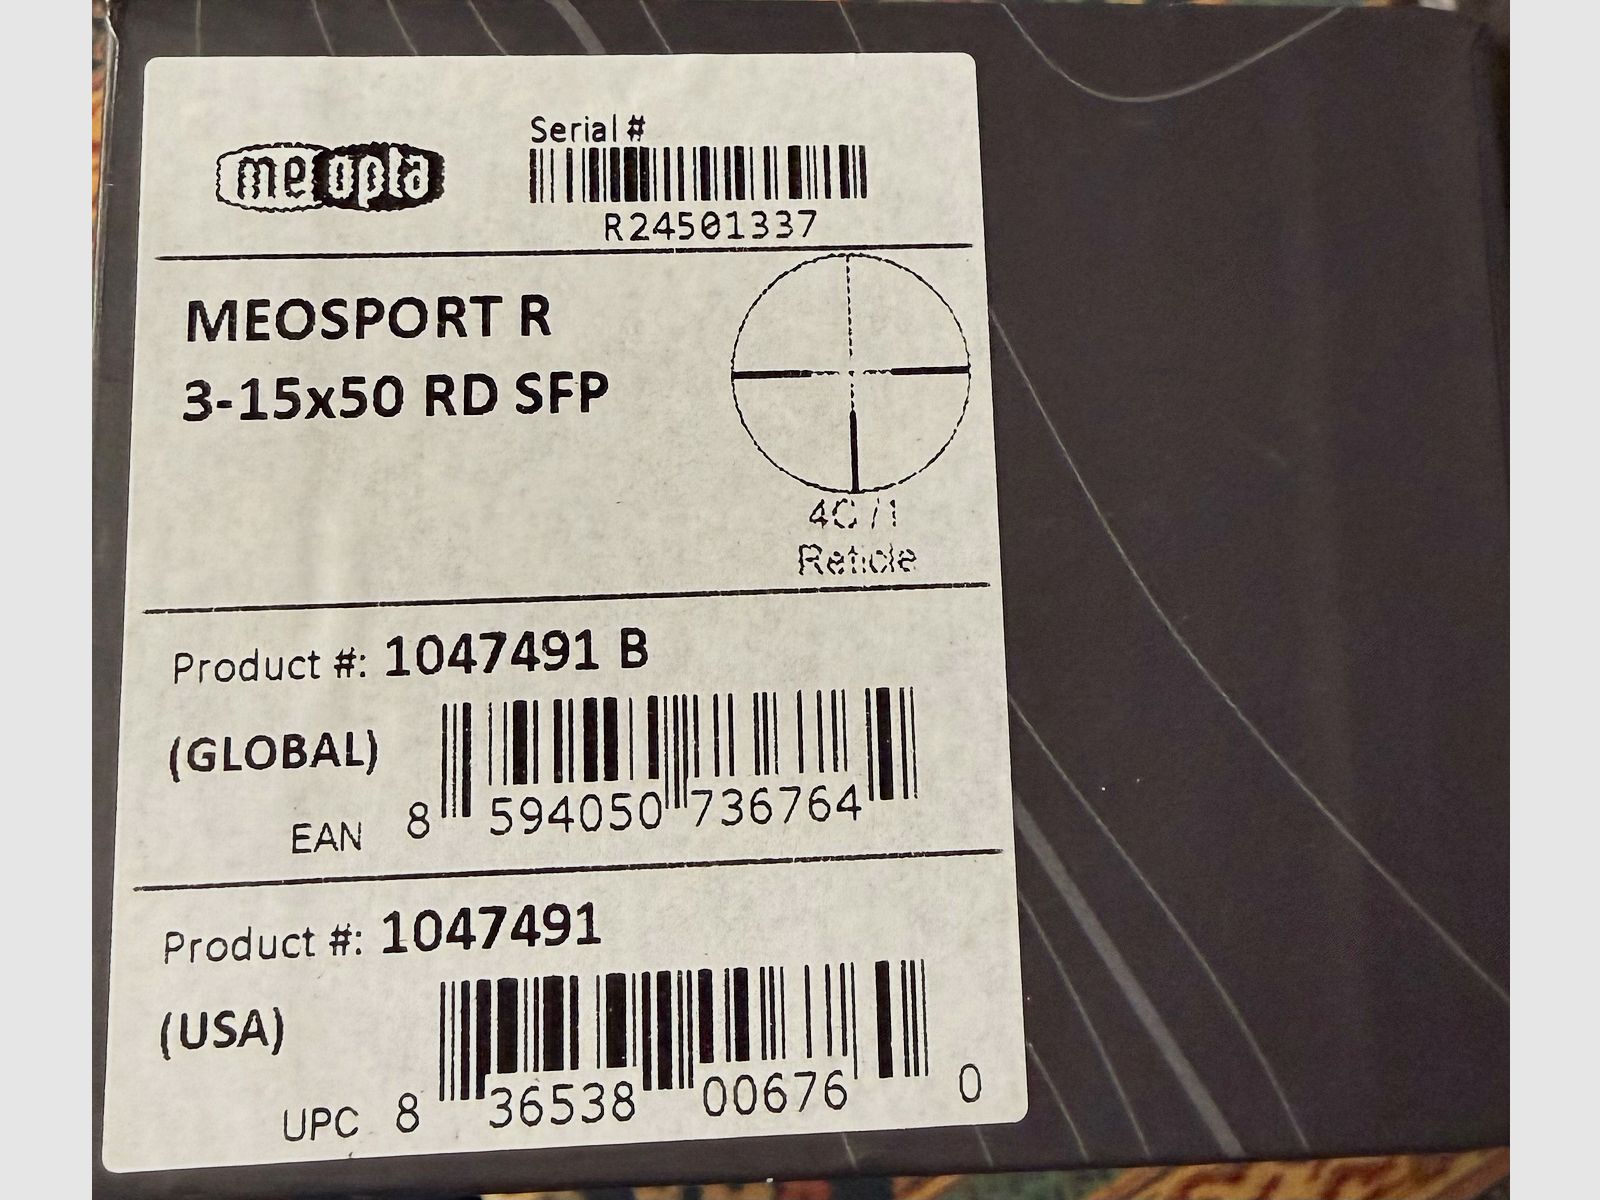 meopta
Serial #
R24501337
MEOSPORT R
3-15x50 RD SFP
4C/1
Reticle
Product #: 1047491 B
(GLOBAL)
EAN 8 594050 736764
Product #: 1047491
(USA)
UPC 8 36538 00676 0